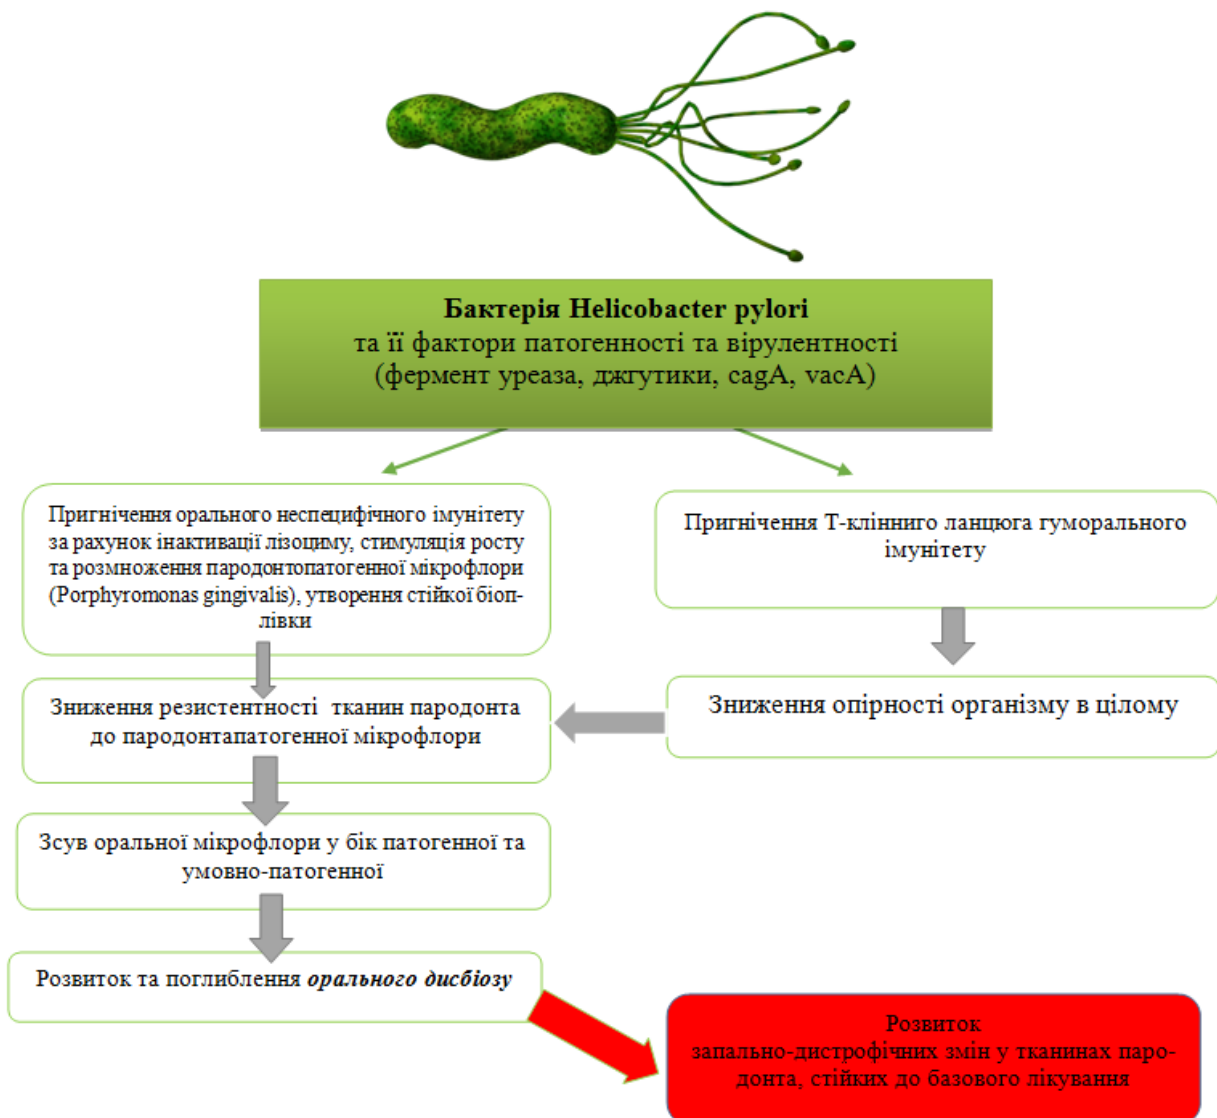 Бактерія Helicobacter pylori
та її фактори патогенності та вірулентності
(фермент уреаза, джгутики, cagA, vacA)
Пригнічення орального неспецифічного імунітету
за рахунок інактивації лізоциму, стимуляція росту
та розмноження пародонтопатогенної мікрофлори
(Porphyromonas gingivalis), утворення стійкої біоп-
лівки
Пригнічення Т-клінниго ланцюга гуморального
імунітету
Зниження резистентності тканин пародонта
до пародонтапатогенної мікрофлори
Зниження опірності організму в цілому
Зсув оральної мікрофлори у бік патогенної та
умовно-патогенної
Розвиток та поглиблення орального дисбіозу
Розвиток
запально-дистрофічних змін у тканинах паро-
донта, стійких до базового лікування